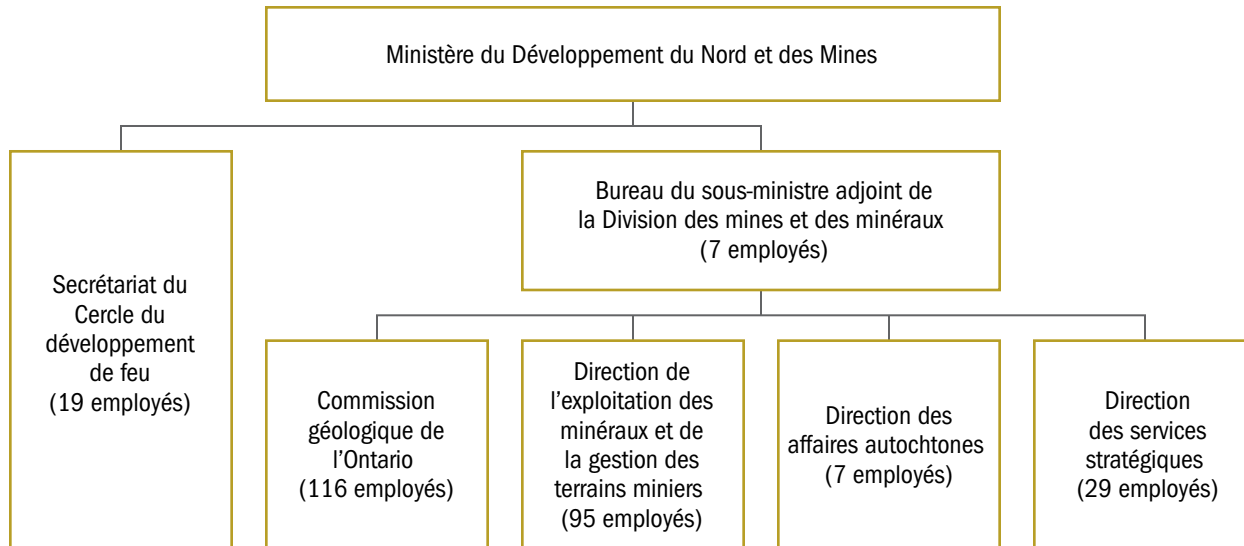 Ministère du Développement du Nord et des Mines
Secrétariat du
Cercle du
développement
de feu
(19 employés)
Bureau du sous-ministre adjoint de
la Division des mines et des minéraux
(7 employés)
Commission
géologique de
l'Ontario
(116 employés)
Direction de
l'exploitation des
minéraux et de
la gestion des
terrains miniers
(95 employés)
Direction des
affaires autochtones
(7 employés)
Direction
des services
stratégiques
(29 employés)